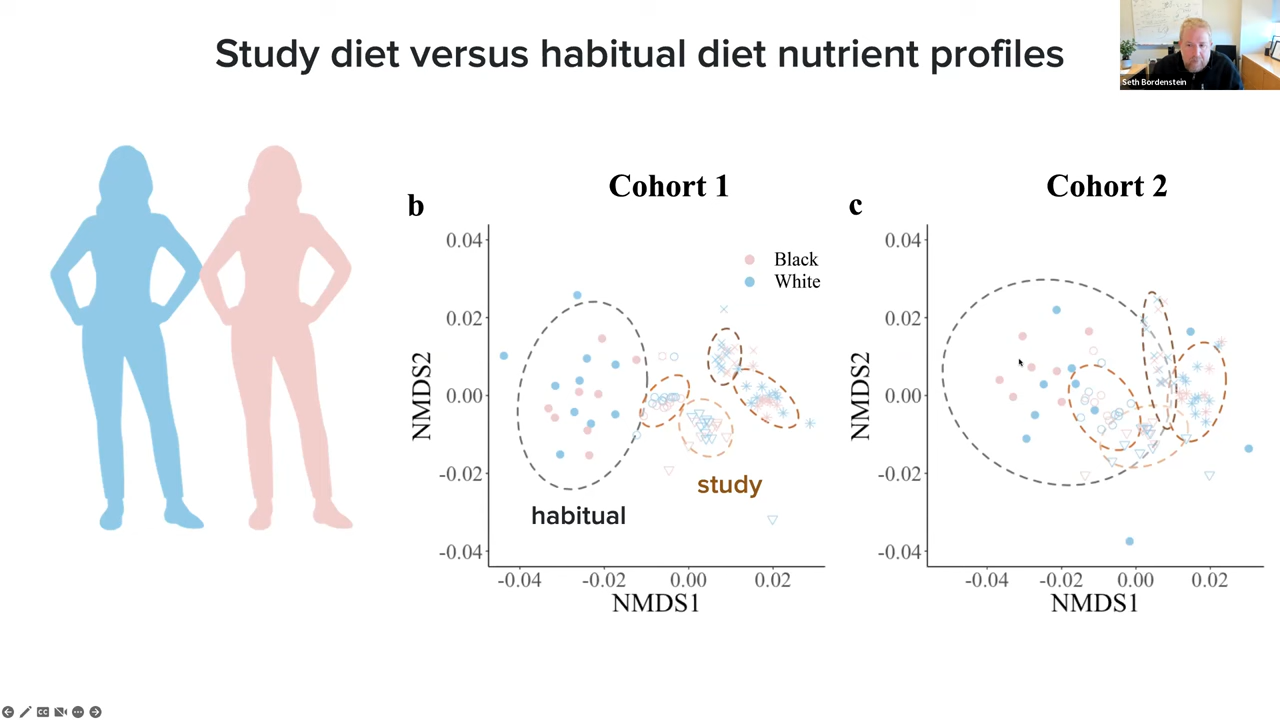 Study diet versus habitual diet nutrient profiles
Seth Bordenstein
b
Cohort 1
Black
White
NMDS2
0.04
0.02
0.00
-0.02
-0.04
habitual
study
-0.04
-0.02
0.00
0.02
NMDS1
c
Cohort 2
NMDS2
0.04
0.02
0.00
-0.02
-0.04
-0.04
-0.02
0.00
0.02
NMDS1
CC